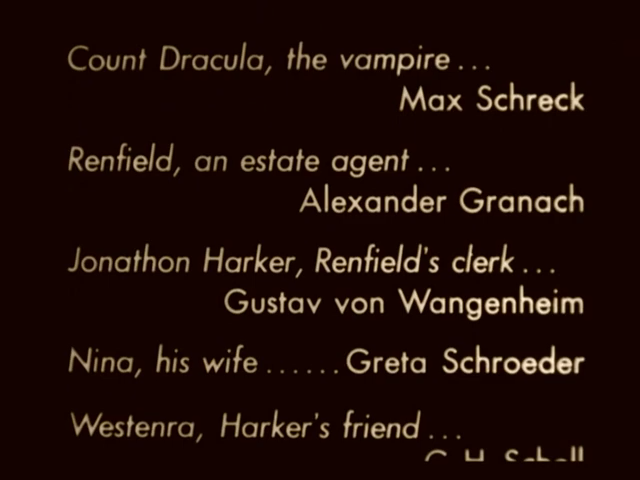 Count Dracula, the vampire...
Max Schreck
Renfield, an estate agent...
Alexander Granach
Jonathon Harker, Renfield's clerk...
Gustav von Wangenheim
Nina, his wife......Greta Schroeder
Westenra, Harker's friend...
G. H. Schell